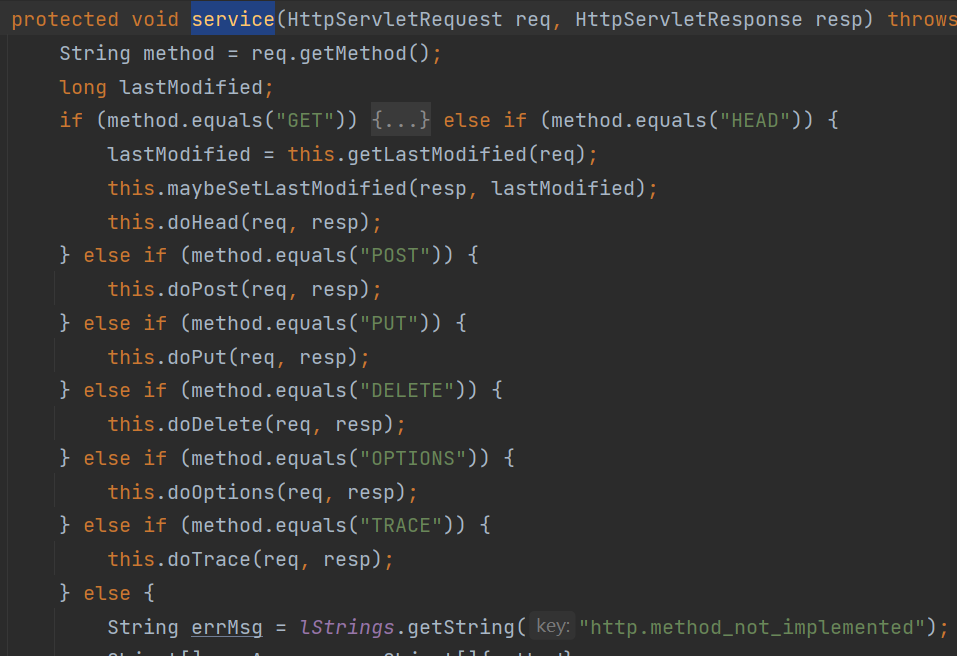 protected void service(HttpServletRequest req, HttpServletResponse resp) throws
String method = req.getMethod();
long lastModified;
if (method.equals("GET")) {...} else if (method.equals("HEAD")) {
lastModified = this.getLastModified(req);
this.maybeSetLastModified(resp, lastModified);
this.doHead(req, resp);
} else if (method.equals("POST")) {
this.doPost(req, resp);
} else if (method.equals("PUT")) {
this.doPut(req, resp);
} else if (method.equals("DELETE")) {
this.doDelete(req, resp);
} else if (method.equals("OPTIONS")) {
this.doOptions(req, resp);
} else if (method.equals("TRACE")) {
this.doTrace(req, resp);
} else {
String errMsg = lStrings.getString( key: "http.method_not_implemented");